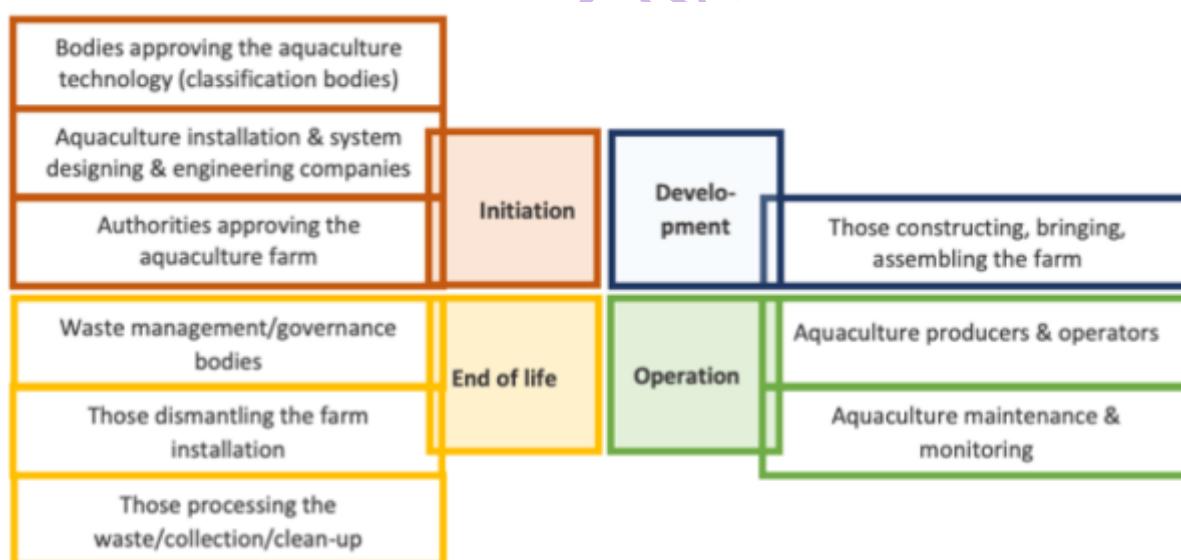 Bodies approving the aquaculture
technology (classification bodies)
Aquaculture installation & system
designing & engineering companies
Authorities approving the
aquaculture farm
Initiation
Develo-
pment
Those constructing, bringing,
assembling the farm
Waste management/governance
bodies
Those dismantling the farm
installation
Those processing the
waste/collection/clean-up
End of life
Operation
Aquaculture producers & operators
Aquaculture maintenance &
monitoring